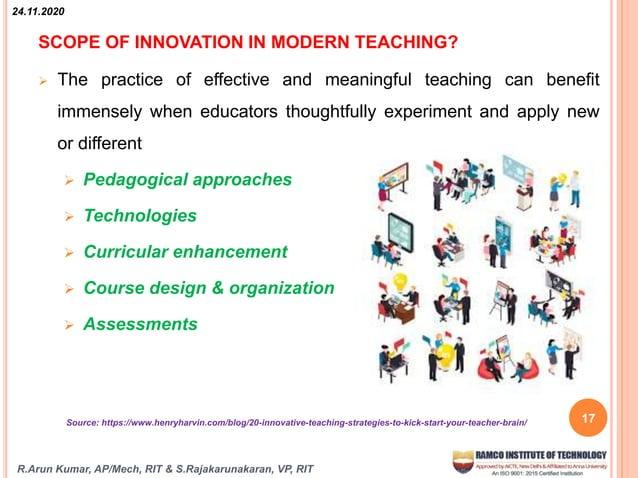 24.11.2020
SCOPE OF INNOVATION IN MODERN TEACHING?
➢ The practice of effective and meaningful teaching can benefit
immensely when educators thoughtfully experiment and apply new
or different
➢ Pedagogical approaches
➢ Technologies
➢ Curricular enhancement
➢ Course design & organization
➢ Assessments
Source: https://www.henryharvin.com/blog/20-innovative-teaching-strategies-to-kick-start-your-teacher-brain/
17
R.Arun Kumar, AP/Mech, RIT & S.Rajakarunakaran, VP, RIT
RAMCO INSTITUTE OF TECHNOLOGY
Approved by AICTE, New Delhi & Affiliated to Anna University
An ISO 9001: 2015 Certified Institution